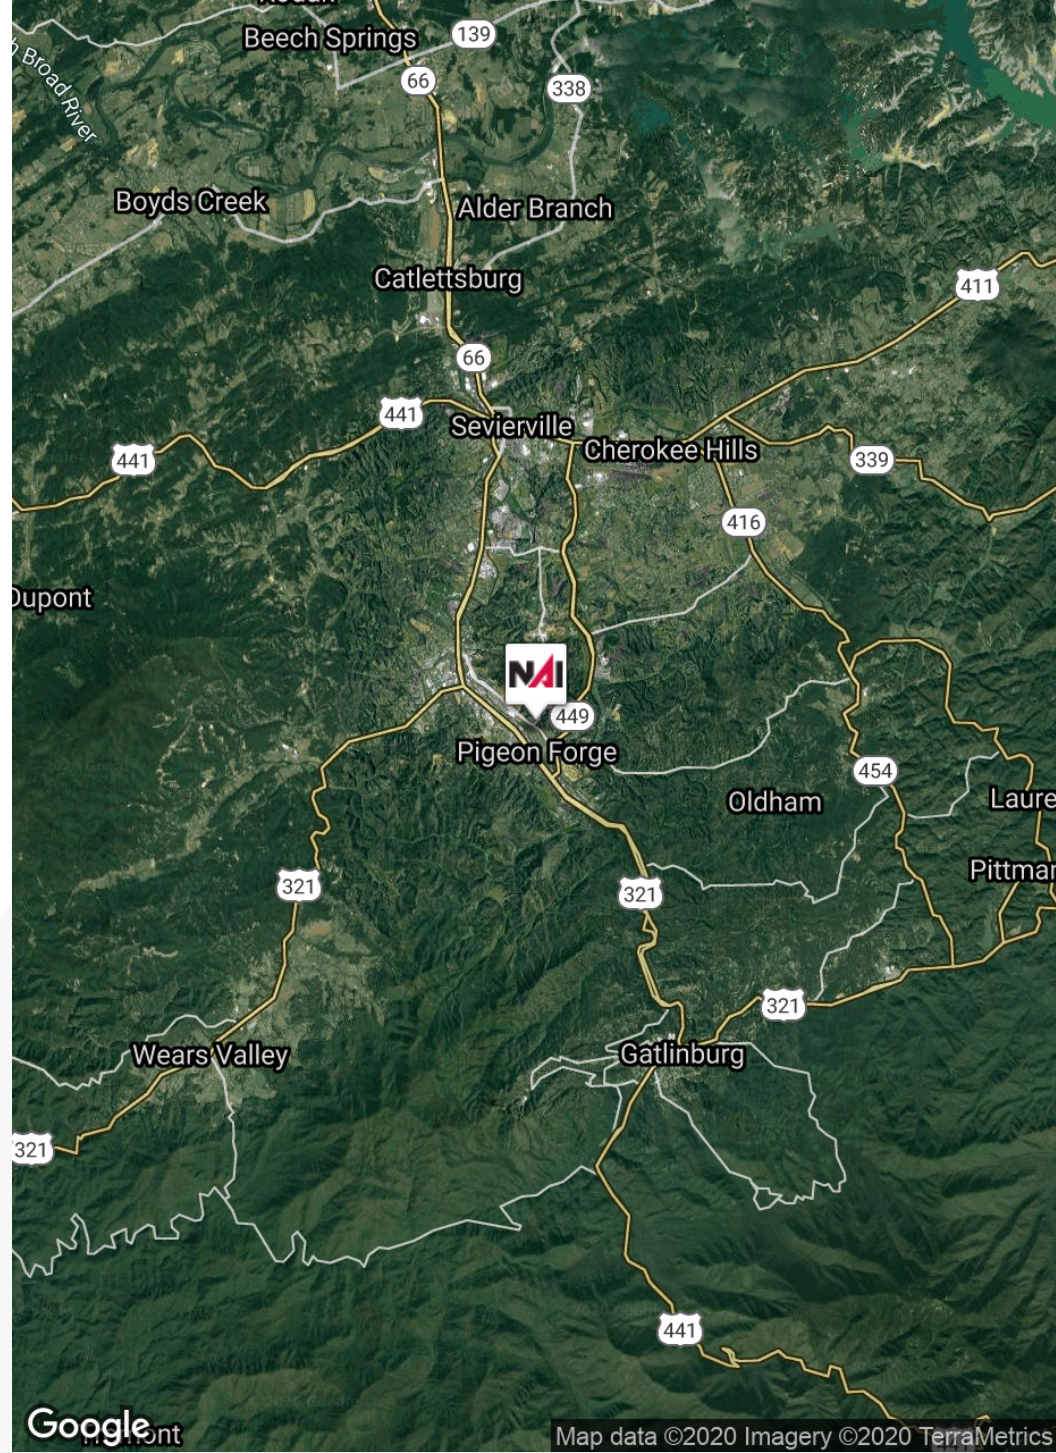 Beech Springs
139
66
338
Broad River
Boyds Creek
Alder Branch
Catlettsburg
411
66
441
Sevierville
441
Cherokee Hills
339
416
Dupont
NAI
449
Pigeon Forge
454
Oldham
Laure
Pittmar
321
321
321
Wears Valley
Gatlinburg
321
441
Google
Map data ©2020 Imagery ©2020 TerraMetrics